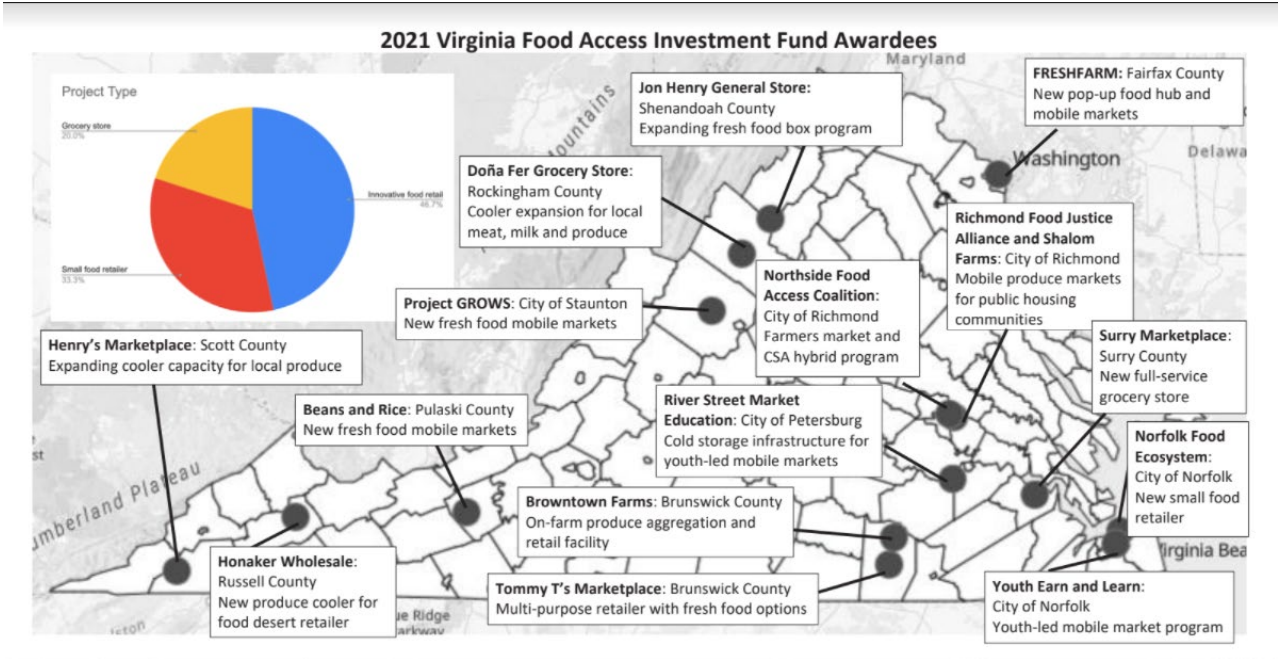 2021 Virginia Food Access Investment Fund Awardees
Maryland
Project Type
Grocery store
20.0%
Innovative food retail
46.7%
Small food retailer
33.3%
Mountains
Jon Henry General Store:
Shenandoah County
Expanding fresh food box program
FRESHFARM: Fairfax County
New pop-up food hub and
mobile markets
Washington
Delawa
Doña Fer Grocery Store:
Rockingham County
Cooler expansion for local
meat, milk and produce
Richmond Food Justice
Alliance and Shalom
Farms: City of Richmond
Mobile produce markets
for public housing
communities
Northside Food
Access Coalition:
City of Richmond
Farmers market and
CSA hybrid program
Project GROWS: City of Staunton
New fresh food mobile markets
Henry's Marketplace: Scott County
Expanding cooler capacity for local produce
Surry Marketplace:
Surry County
New full-service
grocery store
Beans and Rice: Pulaski County
New fresh food mobile markets
River Street Market
Education: City of Petersburg
Cold storage infrastructure for
youth-led mobile markets
Norfolk Food
Ecosystem:
City of Norfolk
New small food
retailer
st
umberland Plateau
Browntown Farms: Brunswick County
On-farm produce aggregation and
retail facility
Honaker Wholesale:
Russell County
New produce cooler for
food desert retailer
Tommy T's Marketplace: Brunswick County
Multi-purpose retailer with fresh food options
Virginia Bea
Youth Earn and Learn:
City of Norfolk
Youth-led mobile market program
ue Ridge
arkway